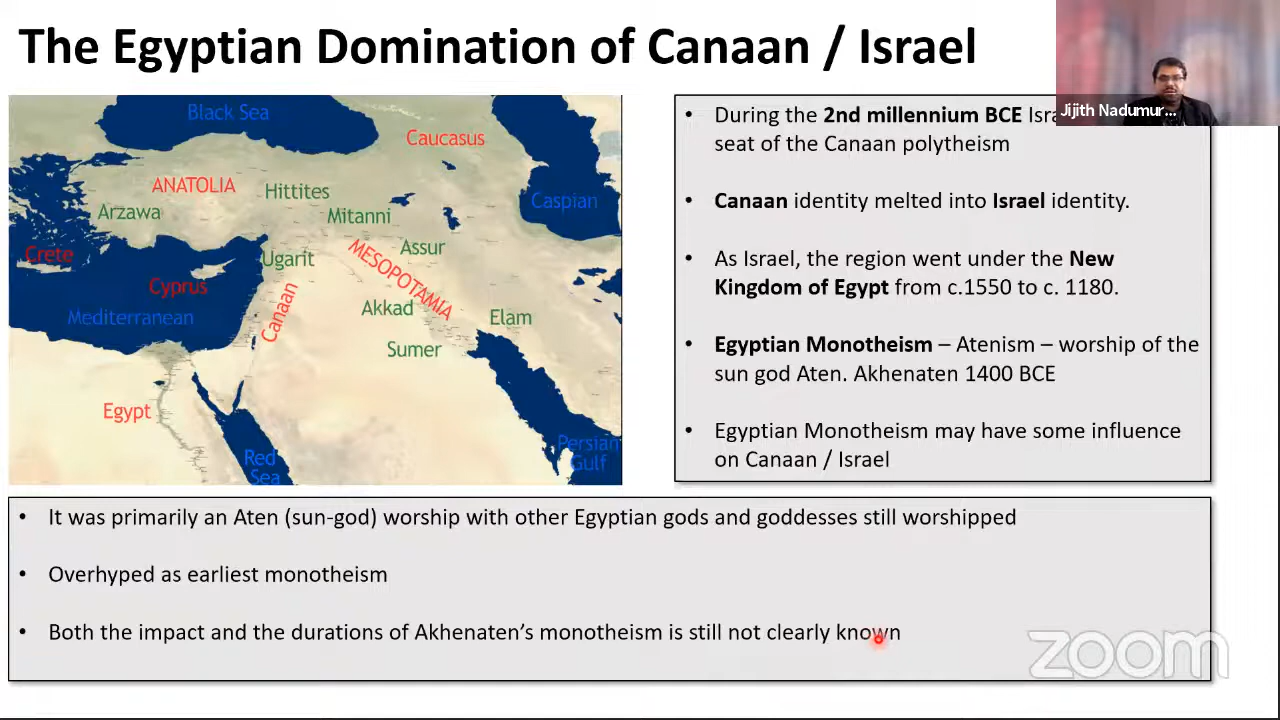 The Egyptian Domination of Canaan / Israel
Jijith Nadumur...
Black Sea
Caucasus
ANATOLIA
Hittites
Caspian
Arzawa
Mitanni
Crete
Ugarit
Assur
MESOPOTAMIA
Cyprus
Canaan
Akkad
Mediterranean
Elam
Sumer
Egypt
Persian
Gulf
Red
Sea
• During the 2nd millennium BCE
seat of the Canaan polytheism
• Canaan identity melted into Israel identity.
• As Israel, the region went under the New
Kingdom of Egypt from c.1550 to c. 1180.
• Egyptian Monotheism – Atenism – worship of the
sun god Aten. Akhenaten 1400 BCE
• Egyptian Monotheism may have some influence
on Canaan / Israel
• It was primarily an Aten (sun-god) worship with other Egyptian gods and goddesses still worshipped
• Overhyped as earliest monotheism
• Both the impact and the durations of Akhenaten’s monotheism is still not clearly known
zoom